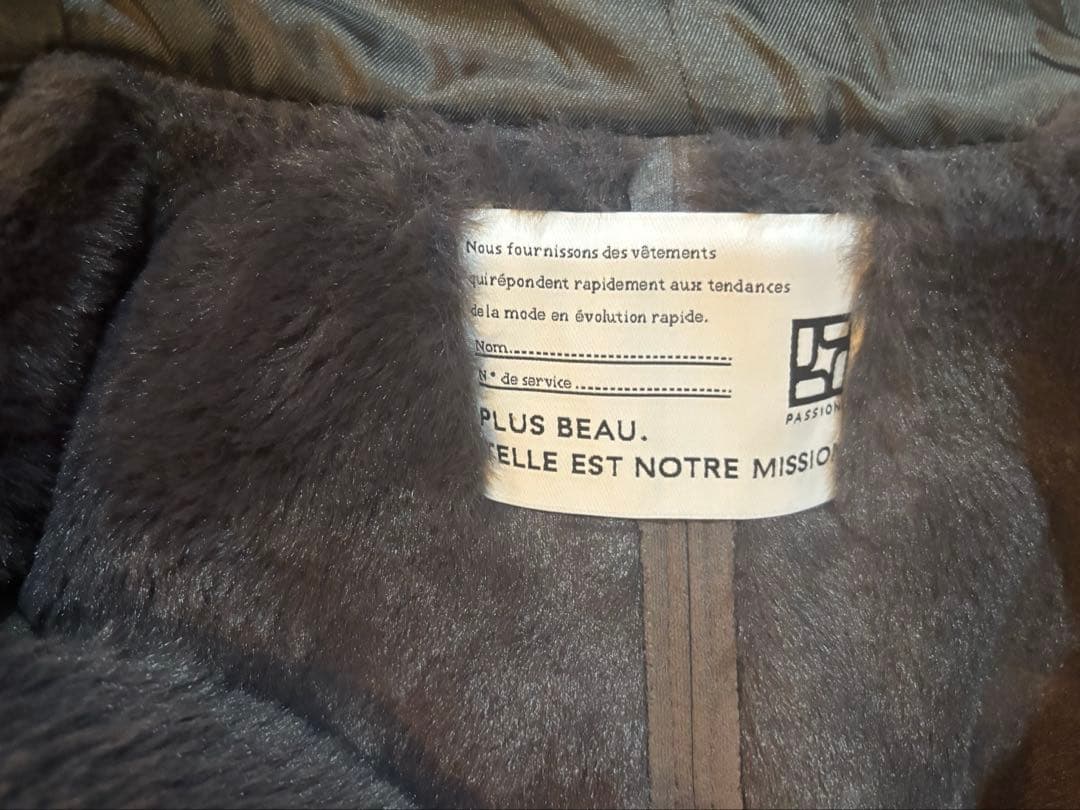 Nous fournissons des vêtements
quirépondent rapidement aux tendances
dela mode en évolution rapide.
Nom
N.° de service
PLUS BEAU.
TELLE EST NOTRE MISSION
PASSION